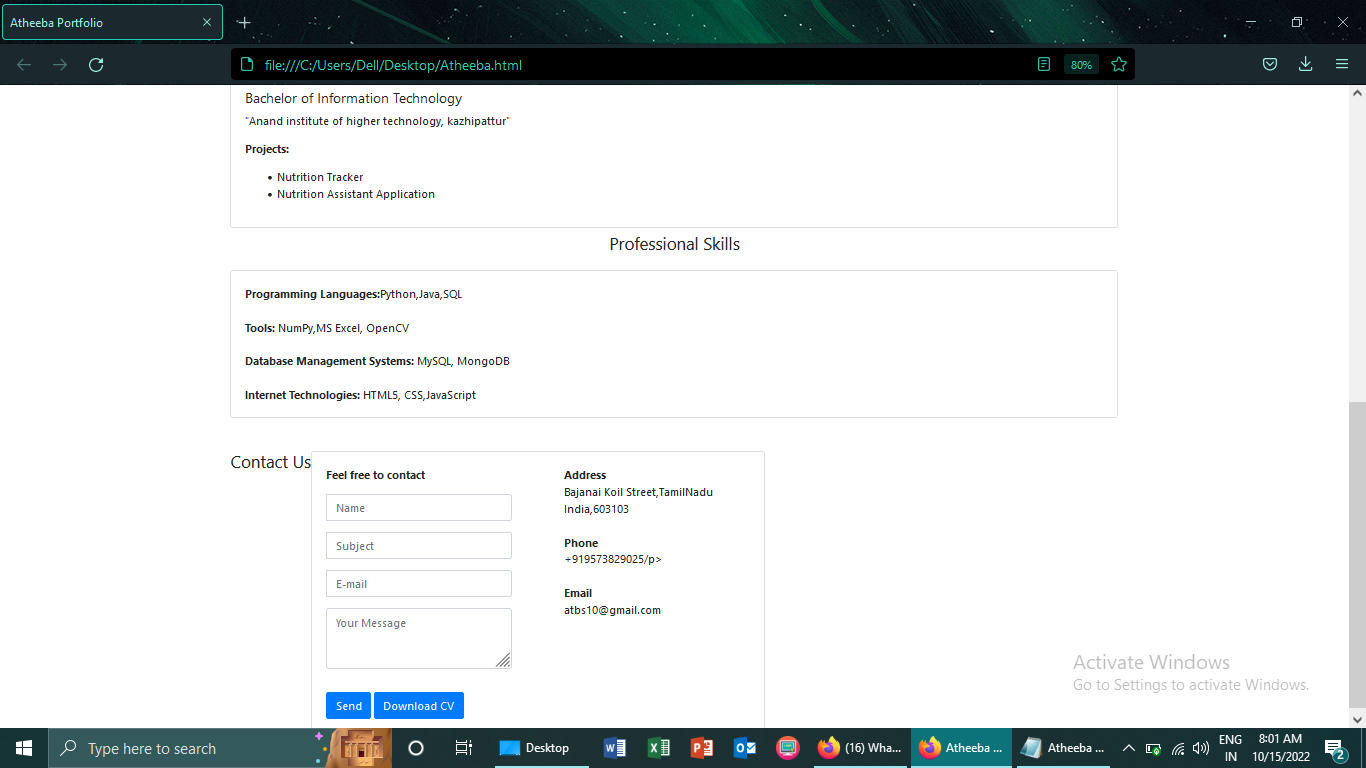 Atheeba Portfolio
file:///C:/Users/Dell/Desktop/Atheeba.html
80%
Bachelor of Information Technology
"Anand institute of higher technology, kazhipattur"
Projects:
• Nutrition Tracker
• Nutrition Assistant Application
Professional Skills
Programming Languages:Python,Java,SQL
Tools: NumPy,MS Excel, OpenCV
Database Management Systems: MySQL, MongoDB
Internet Technologies: HTML5, CSS,JavaScript
Contact Us
Feel free to contact
Name
Subject
E-mail
Your Message
Send Download CV
Address
Bajanai Koil Street,TamilNadu
India,603103
Phone
+919573829025/p>
Email
atbs10@gmail.com
Activate Windows
Go to Settings to activate Windows.
Type here to search
Desktop
(16) Wha...
Atheeba ...
Atheeba ...
ENG
IN
8:01 AM
10/15/2022
2